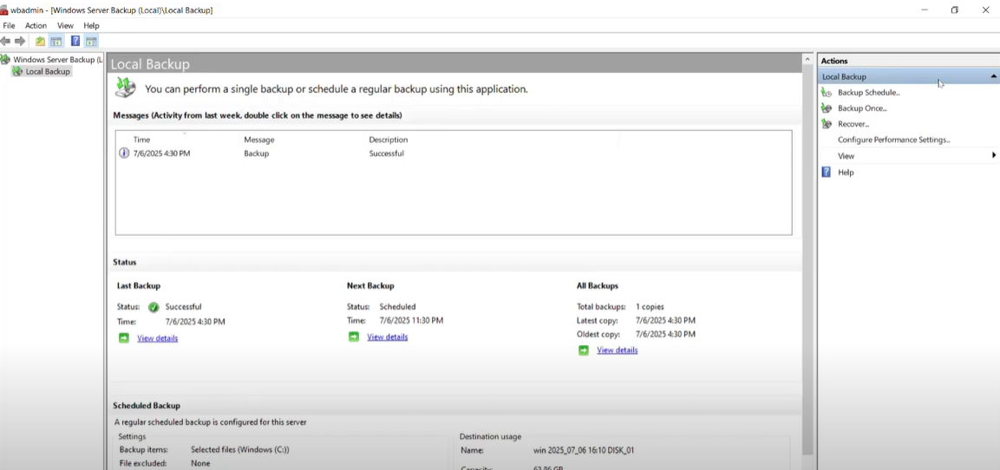 wbadmin - [Windows Server Backup (Local)\Local Backup]
File Action View Help
Windows Server Backup (L
Local Backup
Local Backup
You can perform a single backup or schedule a regular backup using this application.
Messages (Activity from last week, double click on the message to see details)
Time Message Description
7/6/2025 4:30 PM Backup Successful
Status
Last Backup
Status: Successful
Time: 7/6/2025 4:30 PM
View details
Next Backup
Status: Scheduled
Time: 7/6/2025 11:30 PM
View details
All Backups
Total backups: 1 copies
Latest copy: 7/6/2025 4:30 PM
Oldest copy: 7/6/2025 4:30 PM
View details
Scheduled Backup
A regular scheduled backup is configured for this server
Settings
Backup items: Selected files (Windows (C:))
File excluded: None
Destination usage
Name: win 2025_07_06 16:10 DISK_01
Capacity: 63.86 GB
Actions
Local Backup
Backup Schedule...
Backup Once...
Recover...
Configure Performance Settings...
View
Help